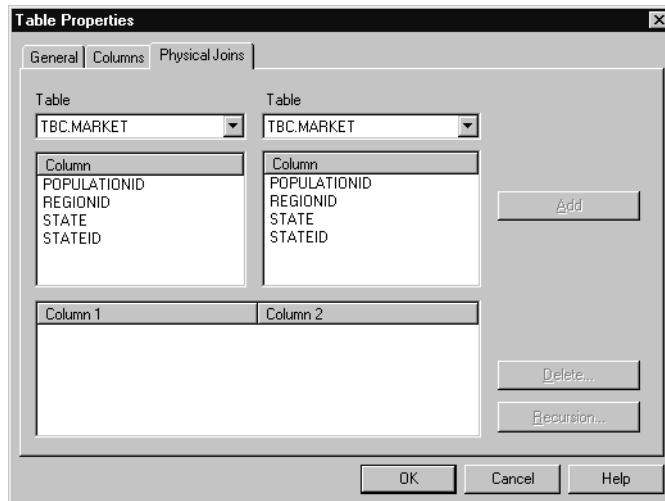 Table Properties
General Columns Physical Joins
Table Table
TBC.MARKET TBC.MARKET
Column Column
POPULATIONID POPULATIONID
REGIONID REGIONID
STATE STATE
STATEID STATEID
Add
Column 1 Column 2
Delete...
Recursion...
OK Cancel Help